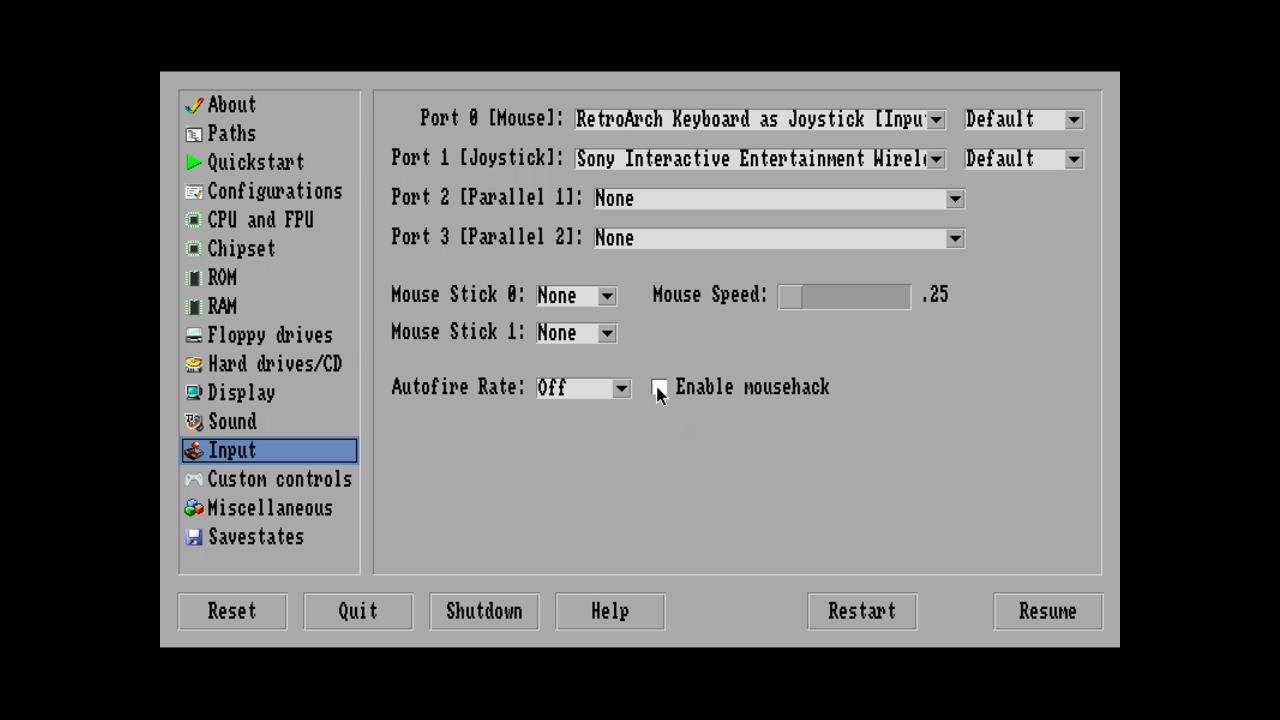 About
Paths
Quickstart
Configurations
CPU and FPU
Chipset
ROM
RAM
Floppy drives
Hard drives/CD
Display
Sound
Input
Custom controls
Miscellaneous
Savestates
Port 0 [Mouse]: RetroArch Keyboard as Joystick [Inpu Default
Port 1 [Joystick]: Sony Interactive Entertainment Wirel Default
Port 2 [Parallel 1]: None
Port 3 [Parallel 2]: None
Mouse Stick 0: None Mouse Speed: .25
Mouse Stick 1: None
Autofire Rate: Off Enable mousehack
Reset Quit Shutdown Help Restart Resume